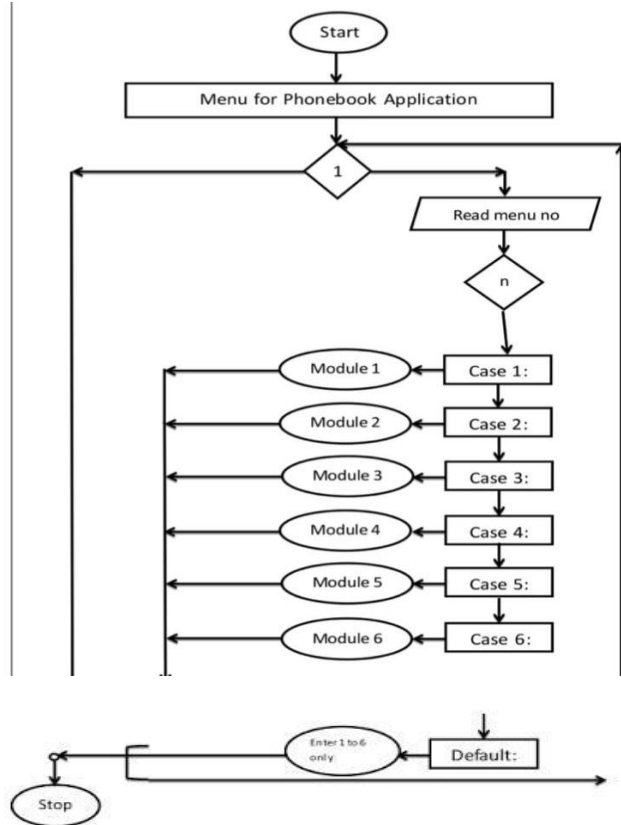 Start
Menu for Phonebook Application
1
Read menu no
n
Module 1
Case 1:
Module 2
Case 2:
Module 3
Case 3:
Module 4
Case 4:
Module 5
Case 5:
Module 6
Case 6:
Enter 1 to 6
only
Default:
Stop